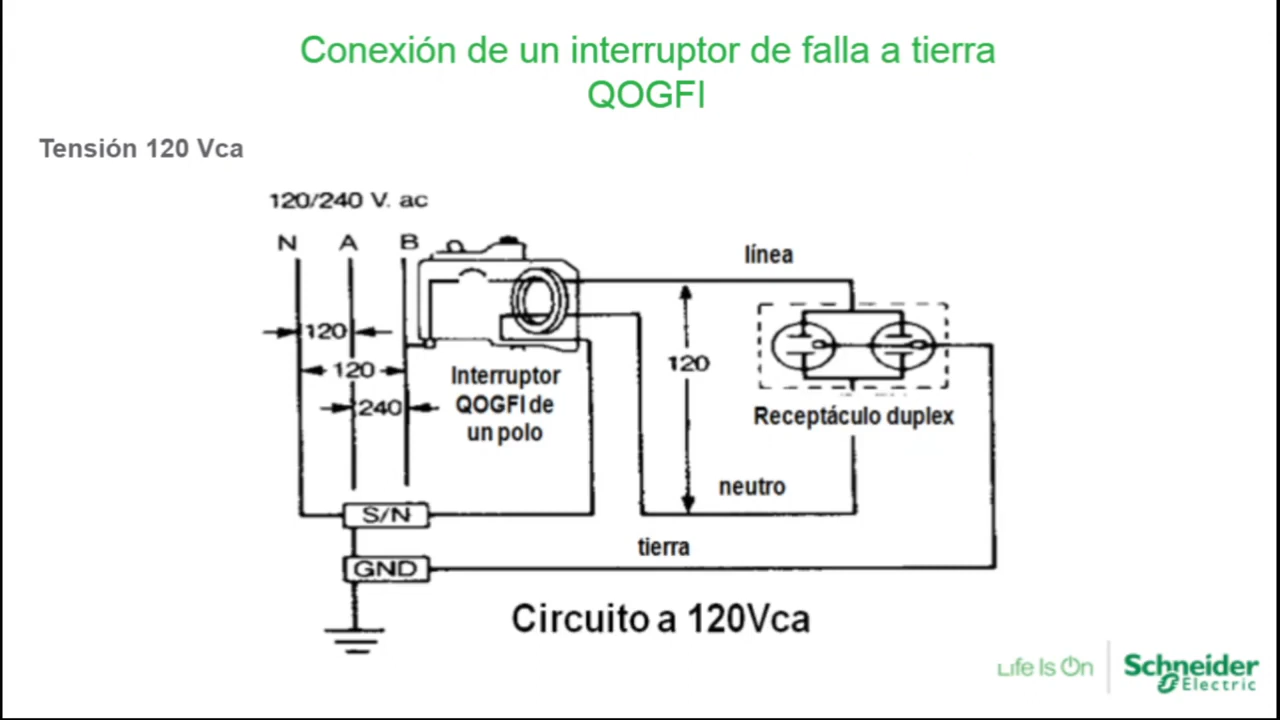 Conexión de un interruptor de falla a tierra
QOGFI
Tensión 120 Vca
120/240 V. ac
N A B
línea
120
120
120
240
Interruptor
QOGFI de
un polo
Receptáculo duplex
neutro
S/N
tierra
GND
Circuito a 120Vca
Life Is On
Schneider
Electric